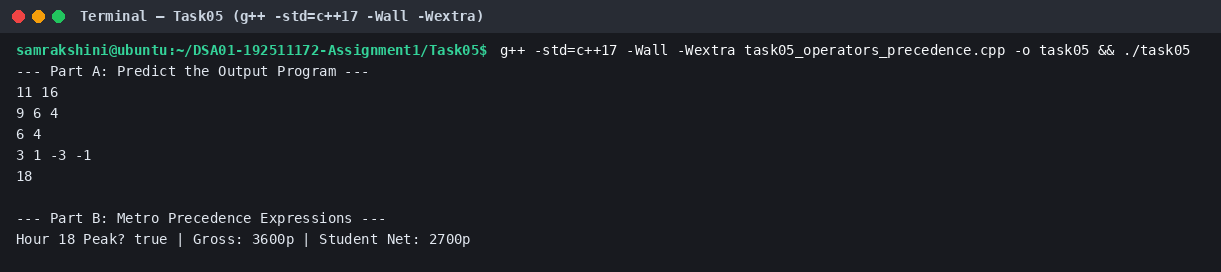 Terminal — Task05 (g++ -std=c++17 -Wall -Wextra)
samrakshini@ubuntu:~/DSA01-192511172-Assignment1/Task05$ g++ -std=c++17 -Wall -Wextra task05_operators_precedence.cpp -o task05 && ./task05
--- Part A: Predict the Output Program ---
11 16
9 6 4
6 4
3 1 -3 -1
18
--- Part B: Metro Precedence Expressions ---
Hour 18 Peak? true | Gross: 3600p | Student Net: 2700p